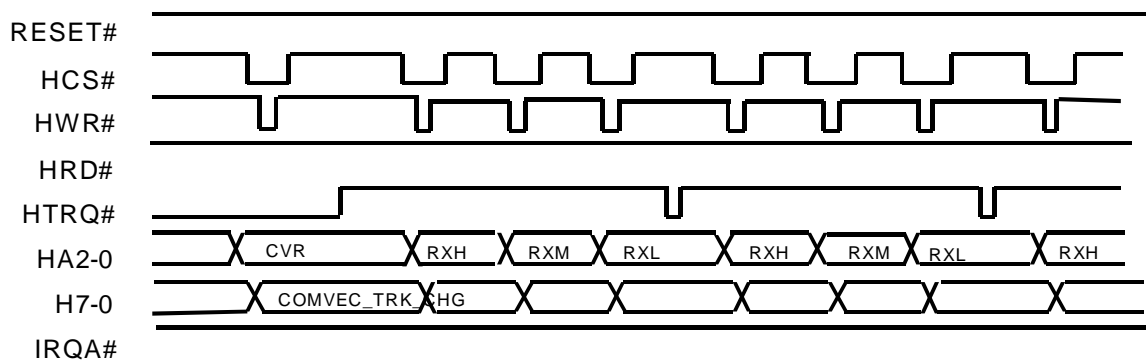 RESET#
HCS#
HWR#
HRD#
HTRQ#
HA2-0 CVR RXH RXM RXL RXH RXM RXL RXH
H7-0 COMVEC_TRK_CHG
IRQA#